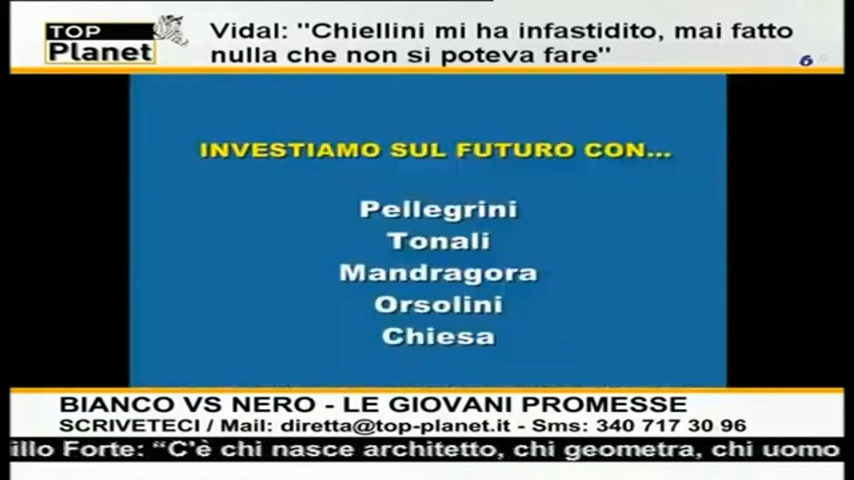 TOP
Planet
Vidal: "Chiellini mi ha infastidito, mai fatto
nulla che non si poteva fare"
6
INVESTIAMO SUL FUTURO CON...
Pellegrini
Tonali
Mandragora
Orsolini
Chiesa
BIANCO VS NERO - LE GIOVANI PROMESSE
SCRIVETECI / Mail: diretta@top-planet.it - Sms: 340 717 30 96
illo Forte: “C'è chi nasce architetto, chi geometra, chi uomo